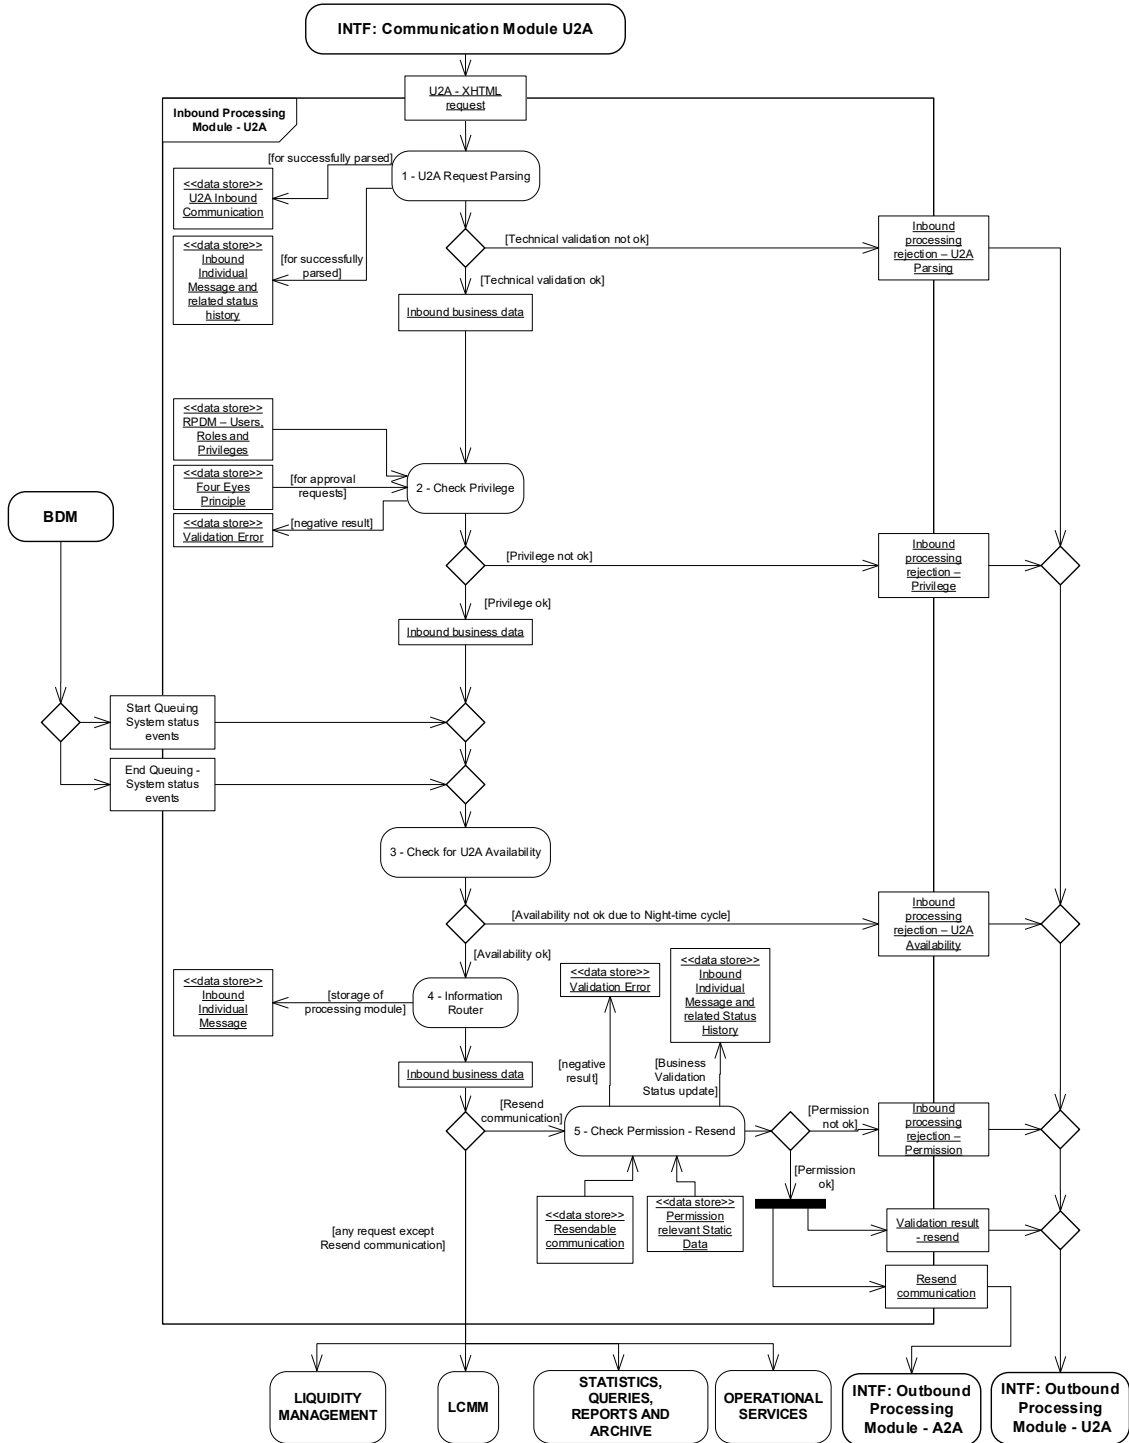 INTF: Communication Module U2A
U2A - XHTML
request
Inbound Processing
Module - U2A
[for successfully parsed]
1 - U2A Request Parsing
<<data store>>
U2A Inbound
Communication
<<data store>>
Inbound
Individual
Message and
related status
history
[for successfully
parsed]
[Technical validation not ok]
Inbound
processing
rejection – U2A
Parsing
[Technical validation ok]
Inbound business data
<<data store>>
RPDM – Users,
Roles and
Privileges
<<data store>>
Four Eyes
Principle
[for approval
requests]
2 - Check Privilege
<<data store>>
Validation Error
[negative result]
BDM
[Privilege not ok]
Inbound
processing
rejection –
Privilege
[Privilege ok]
Inbound business data
Start Queuing
System status
events
End Queuing -
System status
events
3 - Check for U2A Availability
[Availability not ok due to Night-time cycle]
Inbound
processing
rejection – U2A
Availability
[Availability ok]
<<data store>>
Inbound
Individual
Message
[storage of
processing module]
4 - Information
Router
<<data store>>
Validation Error
<<data store>>
Inbound
Individual
Message and
related Status
History
Inbound business data
[negative
result]
[Business
Validation
Status update]
[Resend
communication]
5 - Check Permission - Resend
[Permission
not ok]
Inbound
processing
rejection –
Permission
[Permission
ok]
<<data store>>
Resendable
communication
<<data store>>
Permission
relevant Static
Data
[any request except
Resend communication]
Validation result
- resend
Resend
communication
LIQUIDITY
MANAGEMENT
LCMM
STATISTICS,
QUERIES,
REPORTS AND
ARCHIVE
OPERATIONAL
SERVICES
INTF: Outbound
Processing
Module - A2A
INTF: Outbound
Processing
Module - U2A